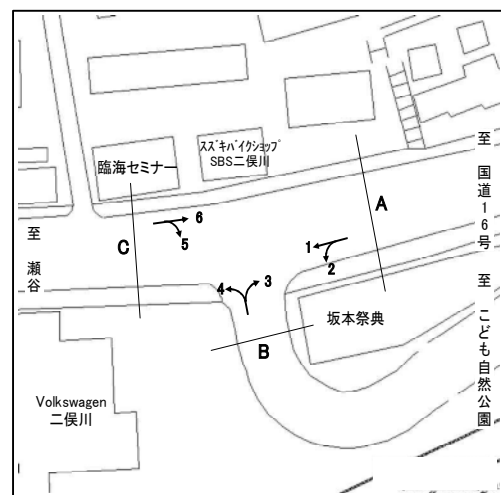 スズキバイクショップ
SBS二俣川
臨海セミナー
至 国道16号
A
6
C
5
1
2
至 瀬谷
4
3
B
坂本祭典
至 こども自然公園
Volkswagen
二俣川